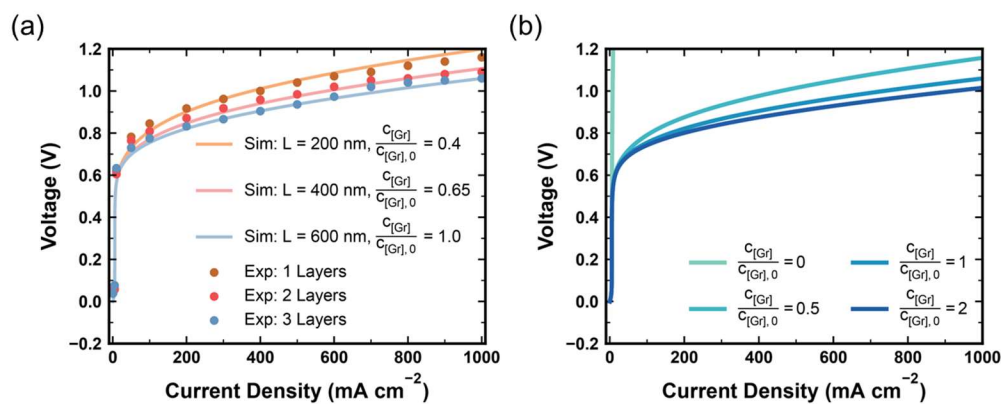 (a)
1.2
1.0
0.8
0.6
0.4
0.2
0.0
−0.2
Voltage (V)
Sim: L = 200 nm, c[Gr]/c[Gr], 0 = 0.4
Sim: L = 400 nm, c[Gr]/c[Gr], 0 = 0.65
Sim: L = 600 nm, c[Gr]/c[Gr], 0 = 1.0
Exp: 1 Layers
Exp: 2 Layers
Exp: 3 Layers
0 200 400 600 800 1000
Current Density (mA cm⁻²)
(b)
1.2
1.0
0.8
0.6
0.4
0.2
0.0
−0.2
Voltage (V)
c[Gr]/c[Gr], 0 = 0 c[Gr]/c[Gr], 0 = 1
c[Gr]/c[Gr], 0 = 0.5 c[Gr]/c[Gr], 0 = 2
0 200 400 600 800 1000
Current Density (mA cm⁻²)